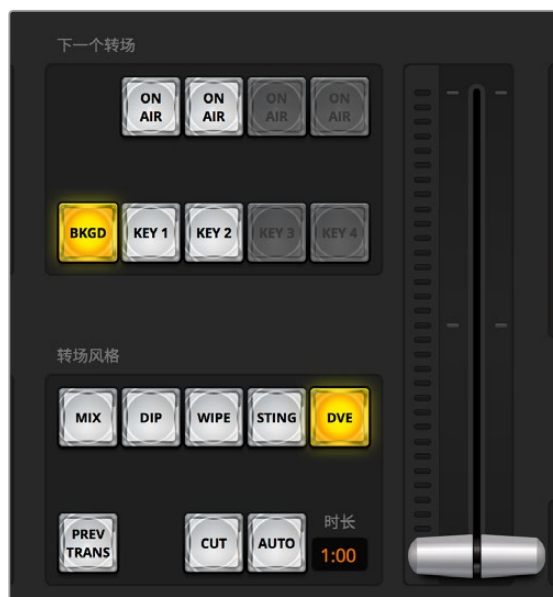 下一个转场
ON AIR ON AIR ON AIR ON AIR
BKGD KEY 1 KEY 2 KEY 3 KEY 4
转场风格
MIX DIP WIPE STING DVE
PREV TRANS CUT AUTO 时长 1:00